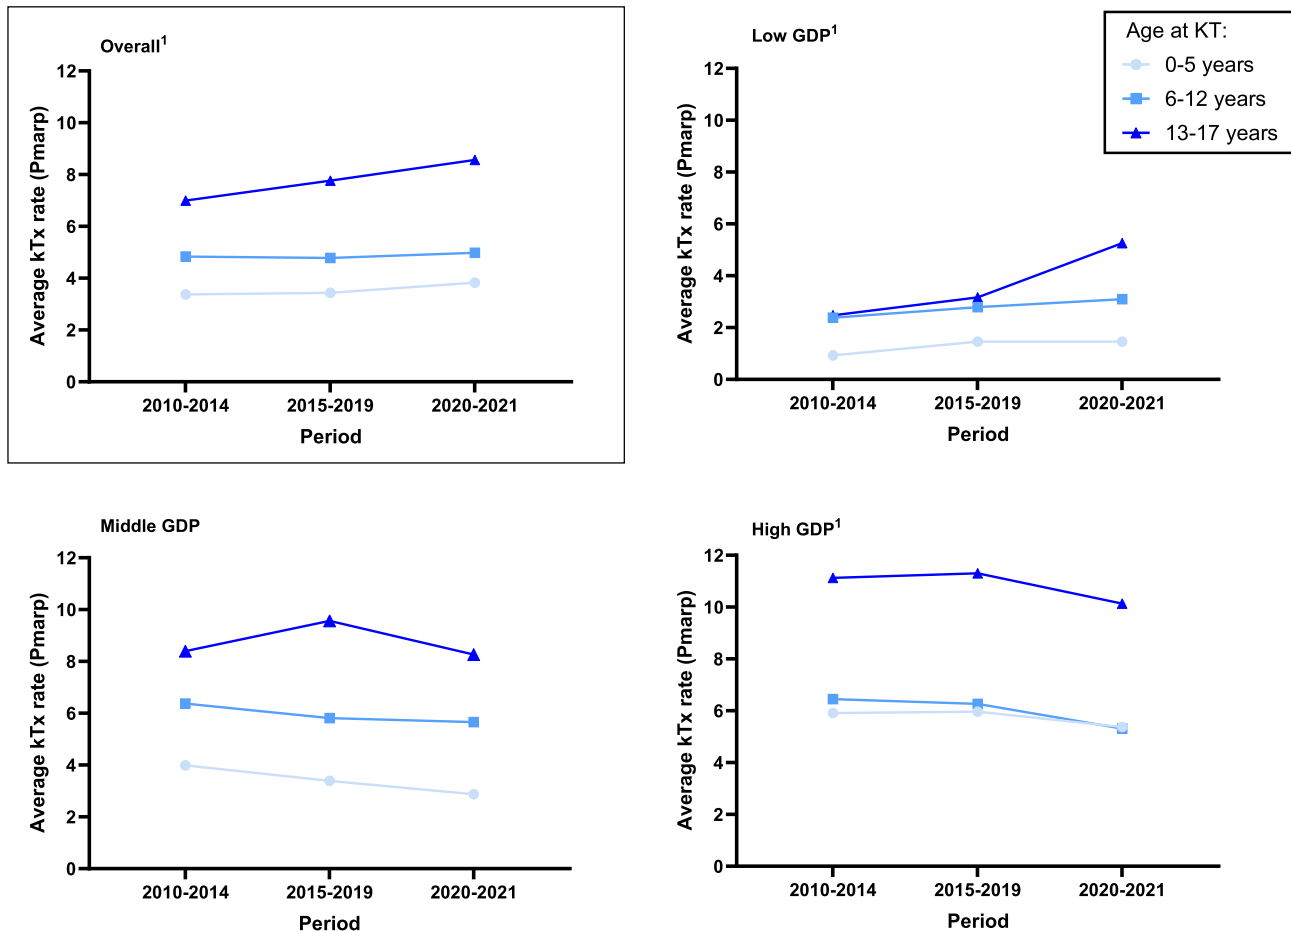 Overall¹
12
10
8
6
4
2
0
Average kTx rate (Pmarp)
2010-2014 2015-2019 2020-2021
Period
Low GDP¹
12
10
8
6
4
2
0
Average kTx rate (Pmarp)
2010-2014 2015-2019 2020-2021
Period
Age at KT:
0-5 years
6-12 years
13-17 years
Middle GDP
12
10
8
6
4
2
0
Average kTx rate (Pmarp)
2010-2014 2015-2019 2020-2021
Period
High GDP¹
12
10
8
6
4
2
0
Average kTx rate (Pmarp)
2010-2014 2015-2019 2020-2021
Period